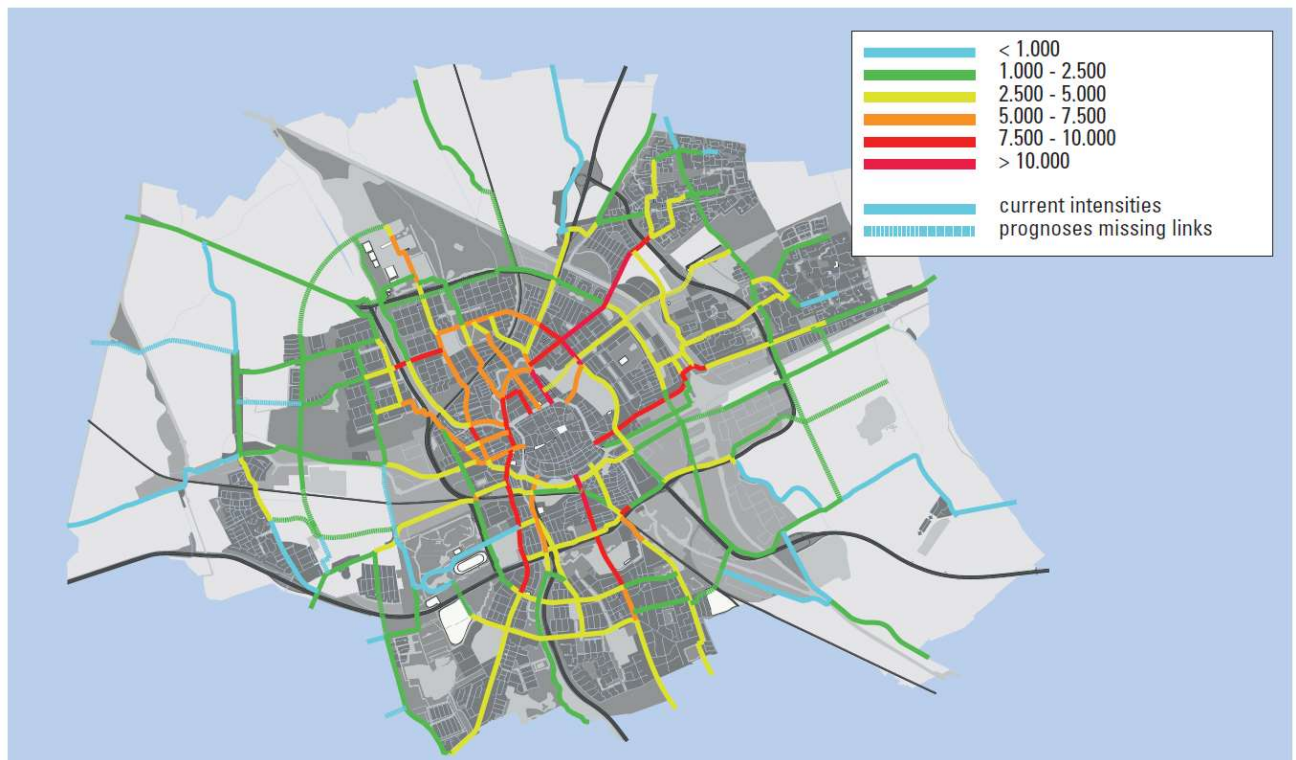 < 1.000
1.000 - 2.500
2.500 - 5.000
5.000 - 7.500
7.500 - 10.000
> 10.000
current intensities
prognoses missing links